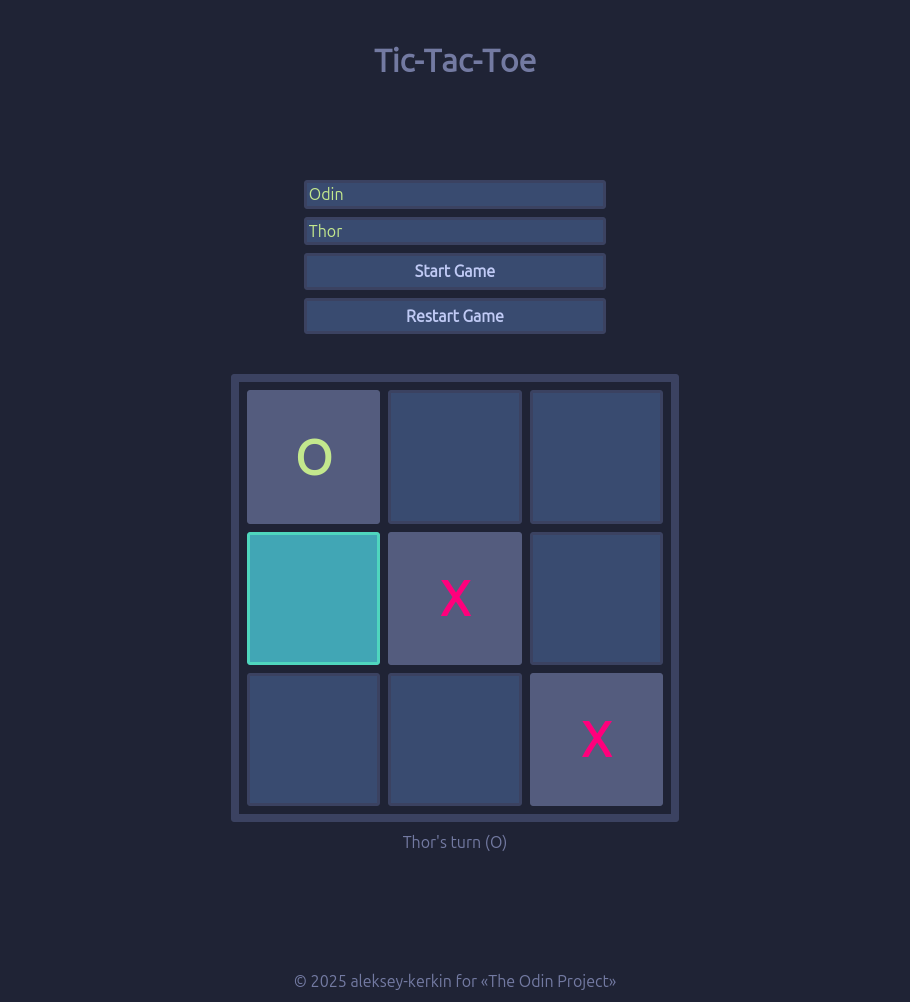 Tic-Tac-Toe
Odin
Thor
Start Game
Restart Game
O
X
X
Thor's turn (O)
© 2025 aleksey-kerkin for «The Odin Project»